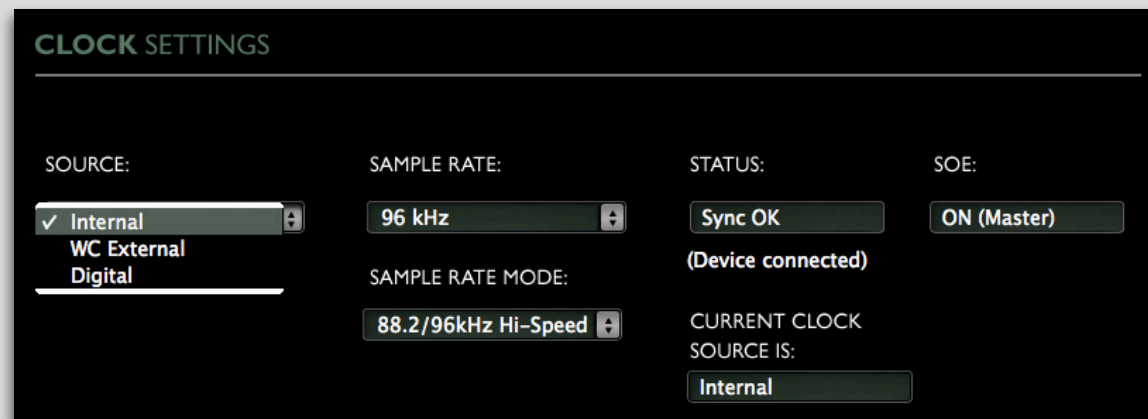 CLOCK SETTINGS
SOURCE:
✓ Internal
WC External
Digital
SAMPLE RATE:
96 kHz
SAMPLE RATE MODE:
88.2/96kHz Hi-Speed
STATUS:
Sync OK
(Device connected)
CURRENT CLOCK
SOURCE IS:
Internal
SOE:
ON (Master)